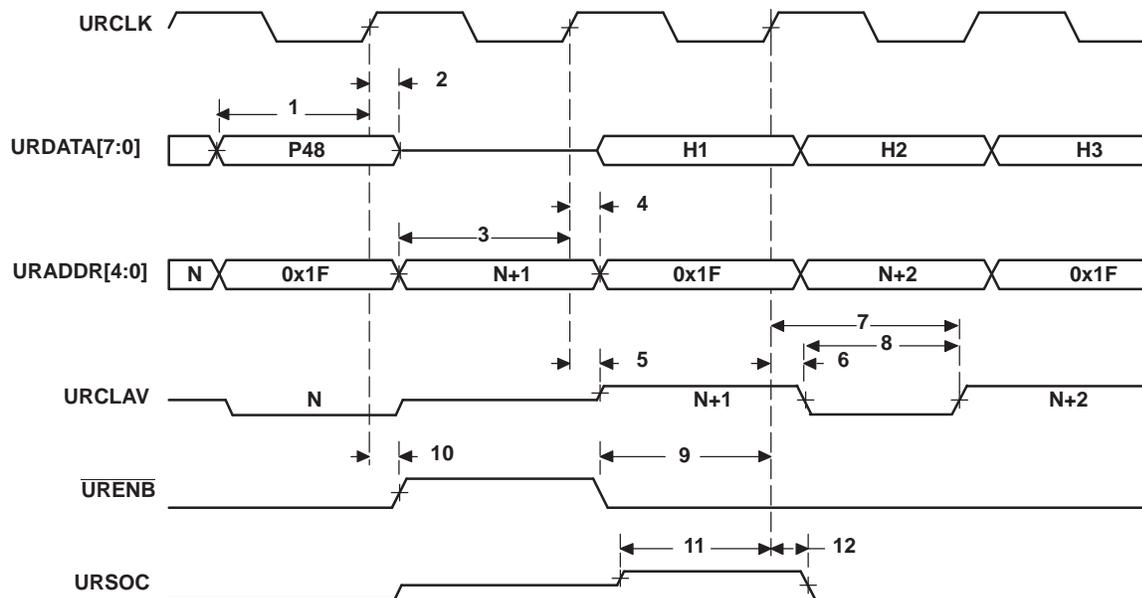 URCLK
2
1
URDATA[7:0] P48 H1 H2 H3
4
3
URADDR[4:0] N 0x1F N+1 0x1F N+2 0x1F
7
8
5 6
URCLAV N N+1 N+2
10 9
URENB
11 12
URSOC